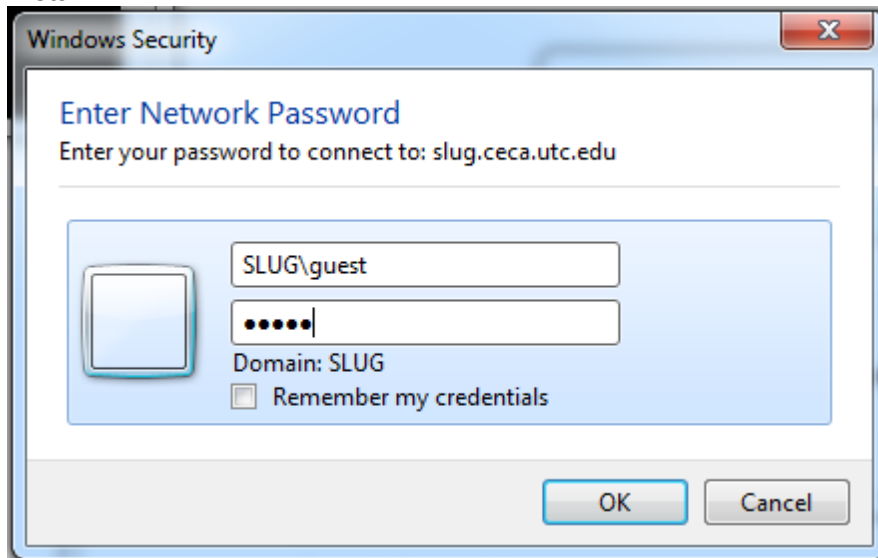 Windows Security
Enter Network Password
Enter your password to connect to: slug.ceca.utc.edu
SLUG\guest
●●●●●
Domain: SLUG
Remember my credentials
OK Cancel